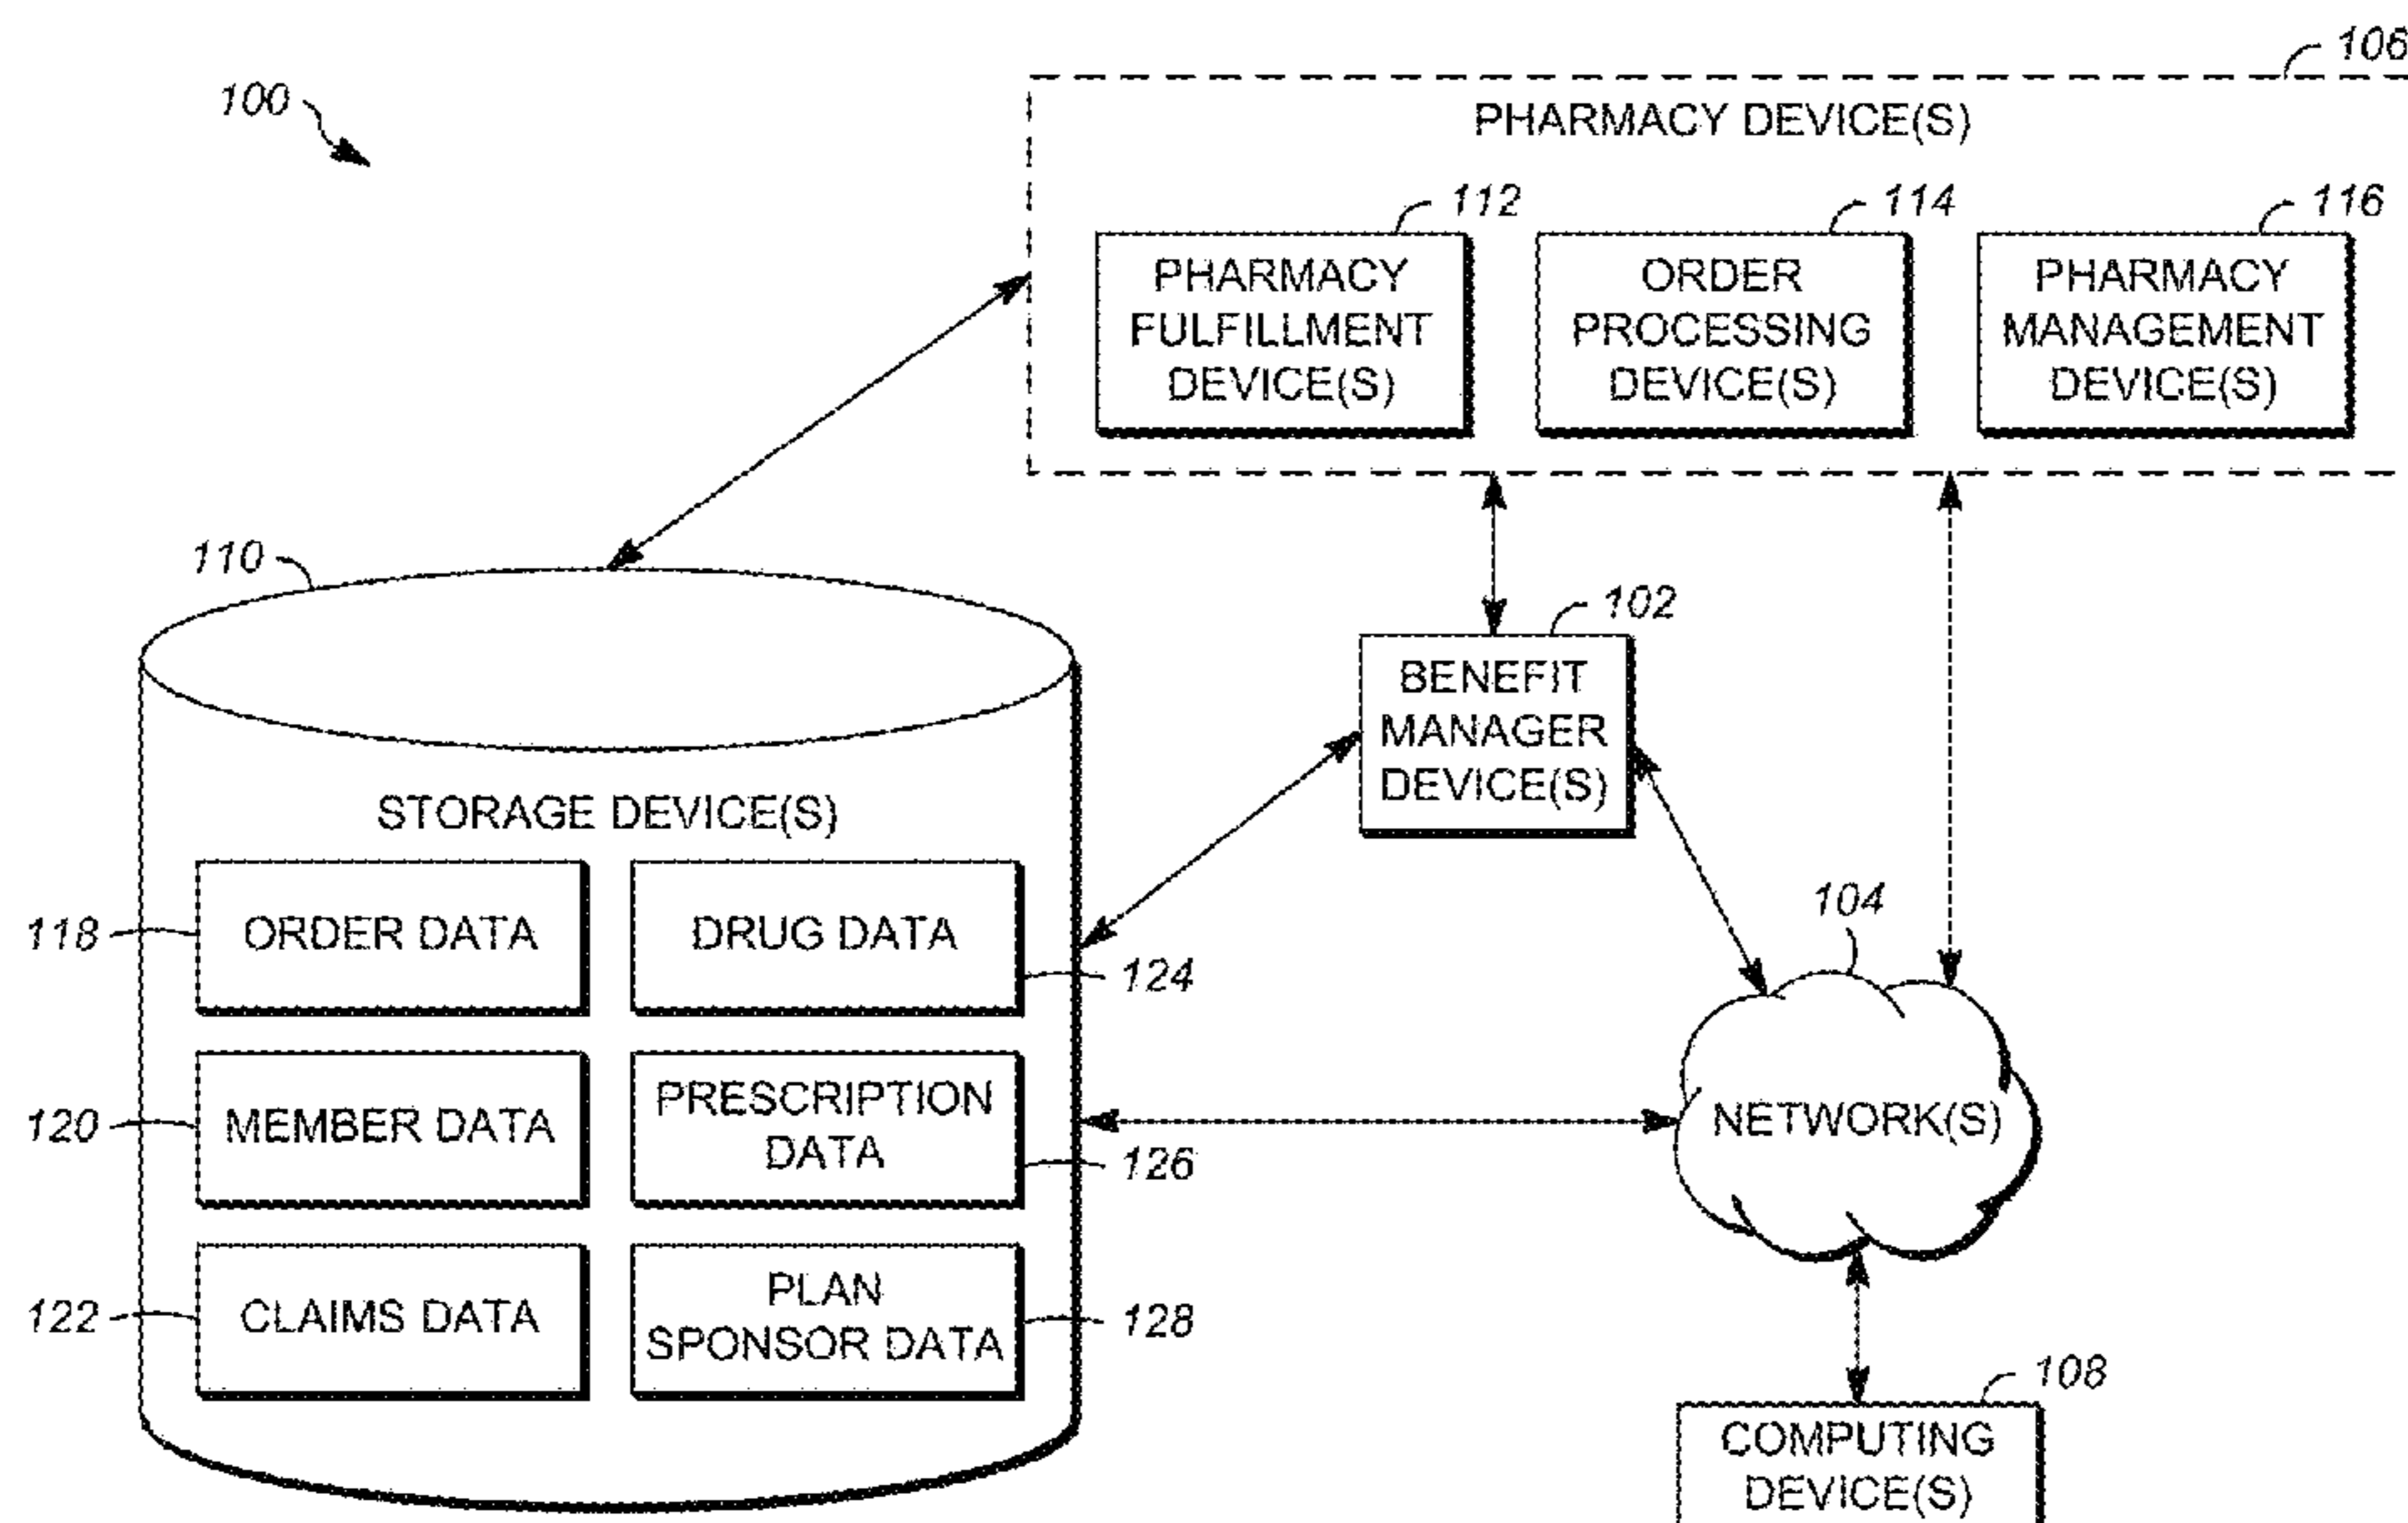 100
106
PHARMACY DEVICE(S)
112
114
116
PHARMACY
FULFILLMENT
DEVICE(S)
ORDER
PROCESSING
DEVICE(S)
PHARMACY
MANAGEMENT
DEVICE(S)
110
102
BENEFIT
MANAGER
DEVICE(S)
STORAGE DEVICE(S)
104
118
ORDER DATA
DRUG DATA
124
120
MEMBER DATA
PRESCRIPTION
DATA
126
NETWORK(S)
122
CLAIMS DATA
PLAN
SPONSOR DATA
128
108
COMPUTING
DEVICE(S)